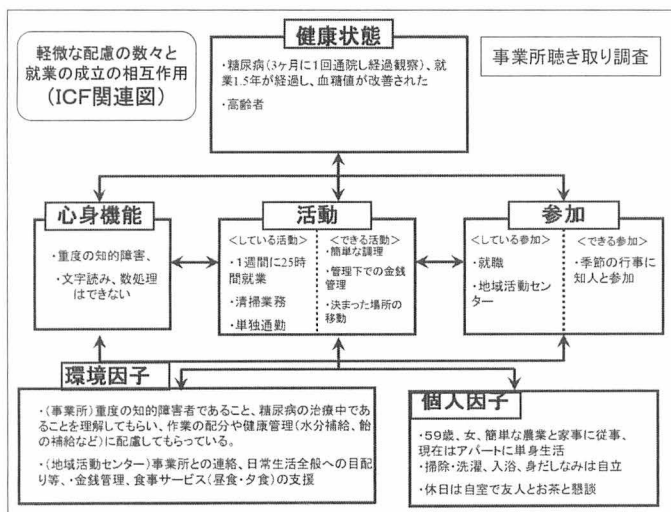 軽微な配慮の数々と
就業の成立の相互作用
(ICF関連図)
健康状態
・糖尿病(3ヶ月に1回通院し経過観察)、就
業1.5年が経過し、血糖値が改善された
・高齢者
事業所聴き取り調査
心身機能
・重度の知的障害、
・文字読み、数処理
はできない
活動
<している活動>
・1週間に25時
間就業
・清掃業務
・単独通勤
<できる活動>
・簡単な調理
・管理下での金銭
管理
・決まった場所の
移動
参加
<している参加>
・就職
・地域活動セン
ター
<できる参加>
・季節の行事に
知人と参加
環境因子
・(事業所)重度の知的障害者であること、糖尿病の治療中であ
ることを理解してもらい、作業の配分や健康管理(水分補給、飴
の補給など)に配慮してもらっている。
・(地域活動センター)事業所との連絡、日常生活全般への目配
り等、・金銭管理、食事サービス(昼食・夕食)の支援
個人因子
・59歳、女、簡単な農業と家事に従事、
現在はアパートに単身生活
・掃除・洗濯、入浴、身だしなみは自立
・休日は自室で友人とお茶と懇談